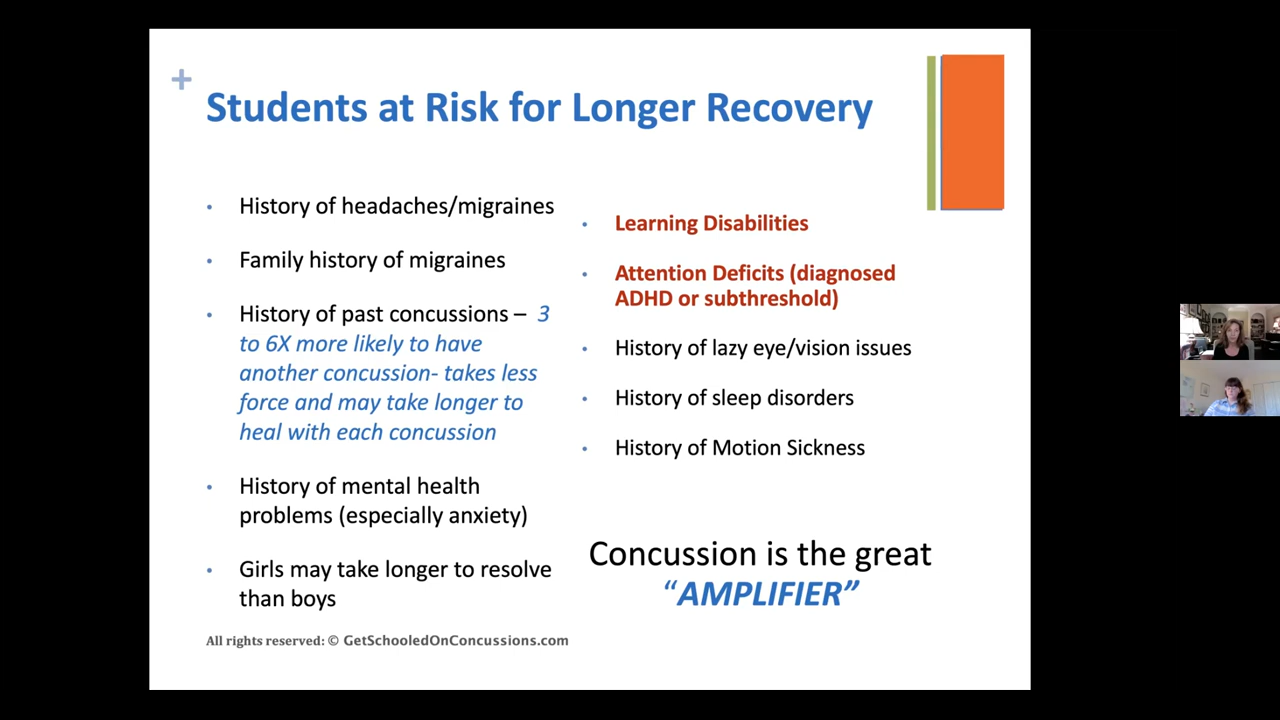 +
Students at Risk for Longer Recovery
• History of headaches/migraines
• Family history of migraines
• History of past concussions – 3
to 6X more likely to have
another concussion- takes less
force and may take longer to
heal with each concussion
• History of mental health
problems (especially anxiety)
• Girls may take longer to resolve
than boys
• Learning Disabilities
• Attention Deficits (diagnosed
ADHD or subthreshold)
• History of lazy eye/vision issues
• History of sleep disorders
• History of Motion Sickness
Concussion is the great
“AMPLIFIER”
All rights reserved: © GetSchooledOnConcussions.com